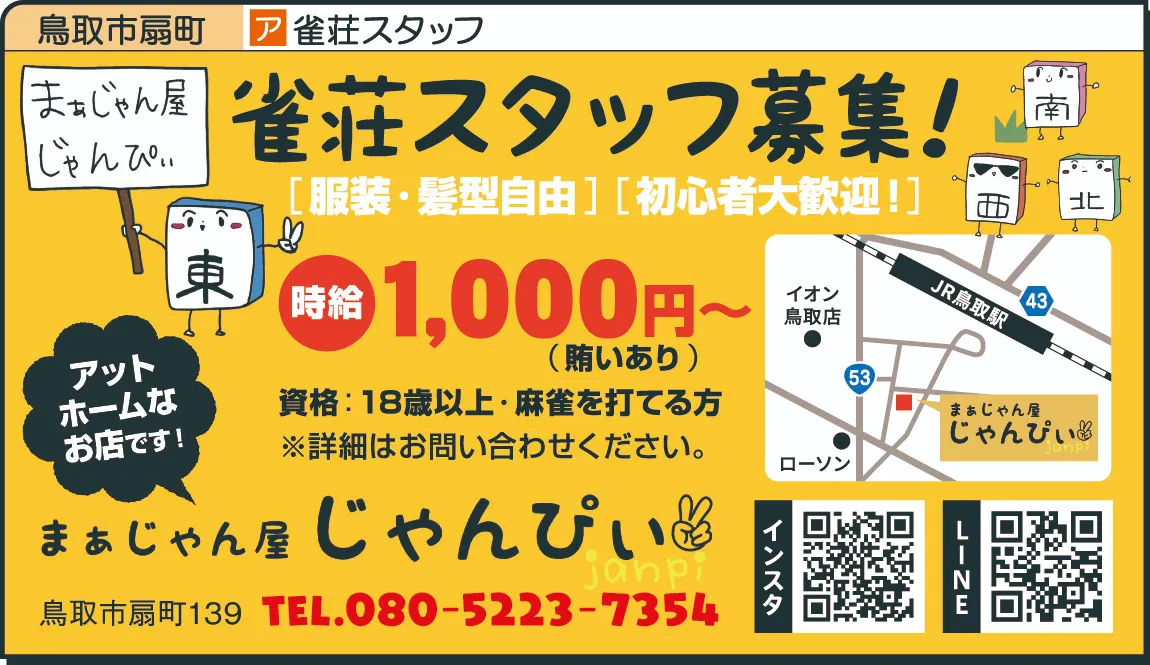 鳥取市扇町
ア 雀荘スタッフ
まぁじゃん屋
じゃんぴぃ
雀荘スタッフ募集!
[服装・髪型自由][初心者大歓迎!]
東
南
西
北
時給 1,000円~
(賄いあり)
資格:18歳以上・麻雀を打てる方
※詳細はお問い合わせください。
アット
ホームな
お店です!
イオン
鳥取店
JR鳥取駅
43
53
まぁじゃん屋
じゃんぴぃ
janpi
ローソン
まぁじゃん屋 じゃんぴぃ
janpi
鳥取市扇町139 TEL.080-5223-7354
インスタ
LINE